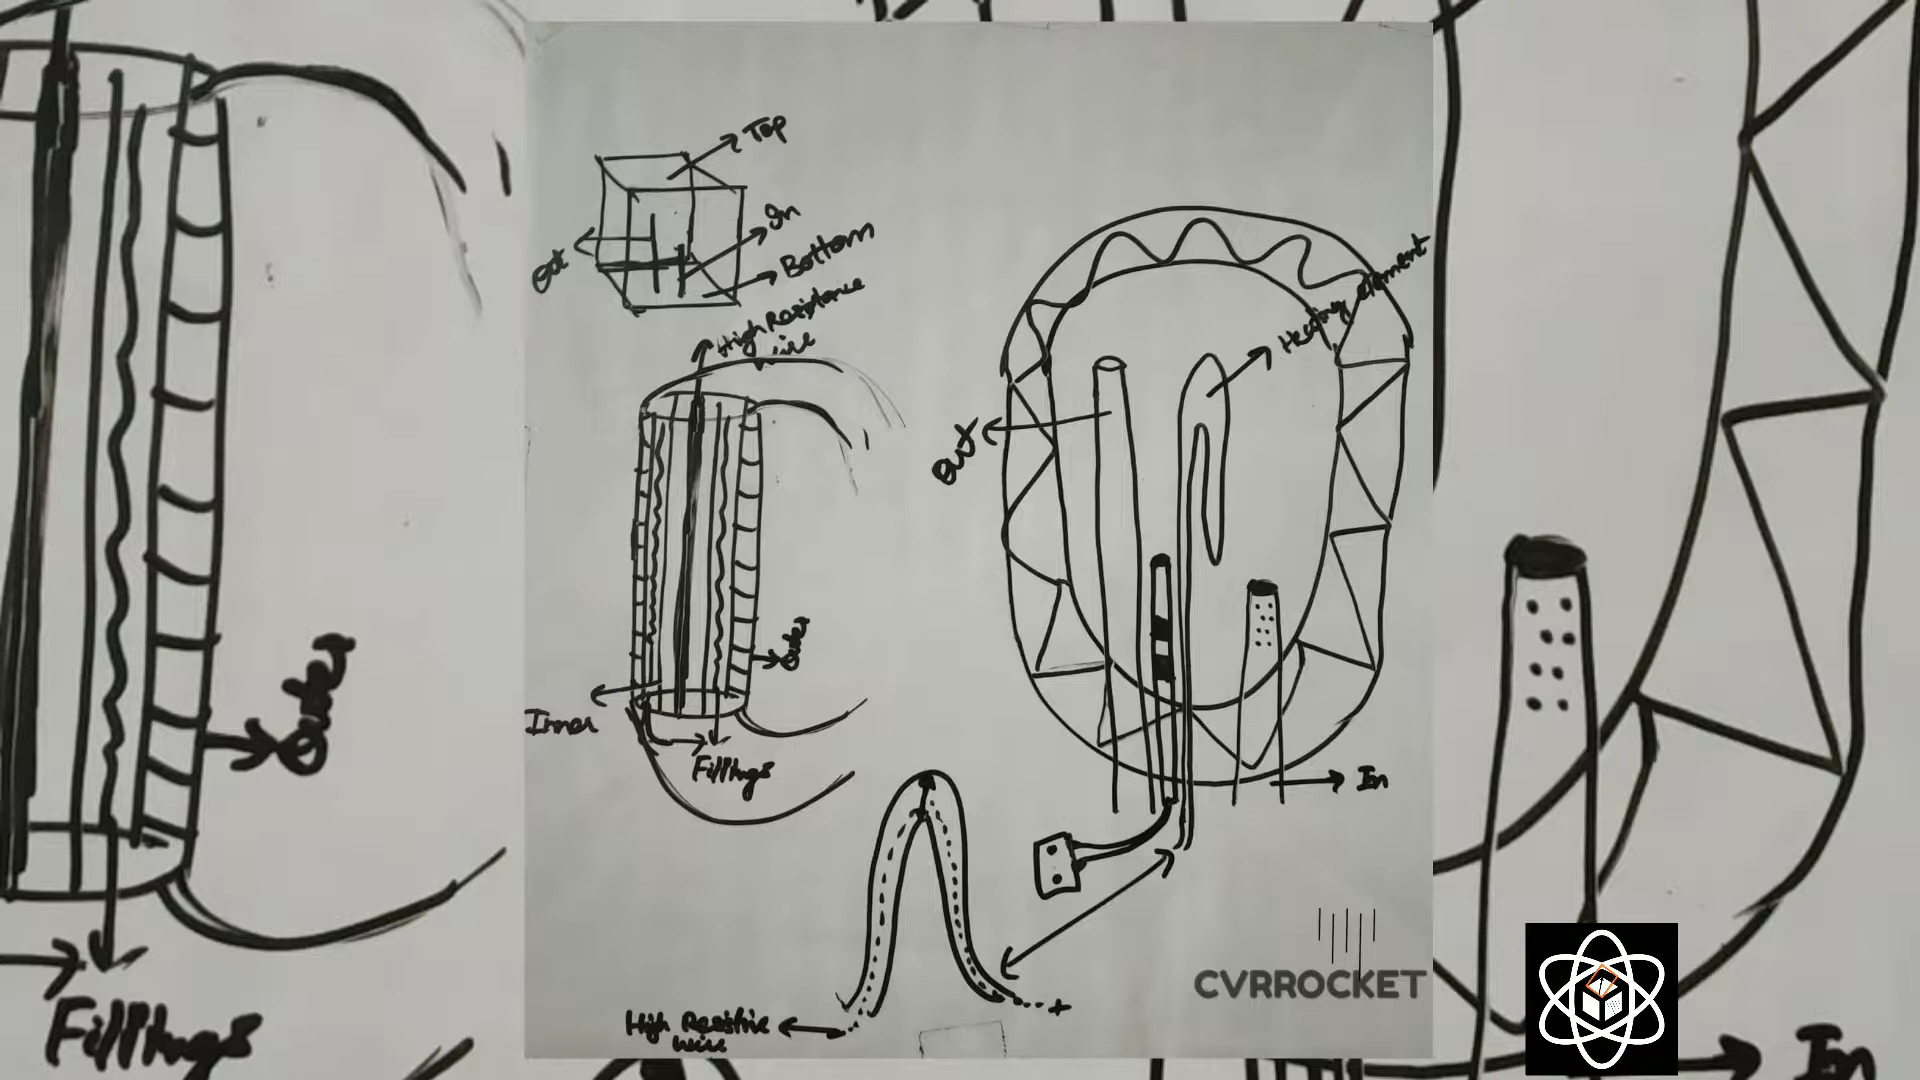 Top
In
Out
Bottom
High Resistance
wire
Heating element
Out
Outer
Inner
Fillings
In
High Resistive
wire
+
CVRROCKET
Outer
Fillings
In